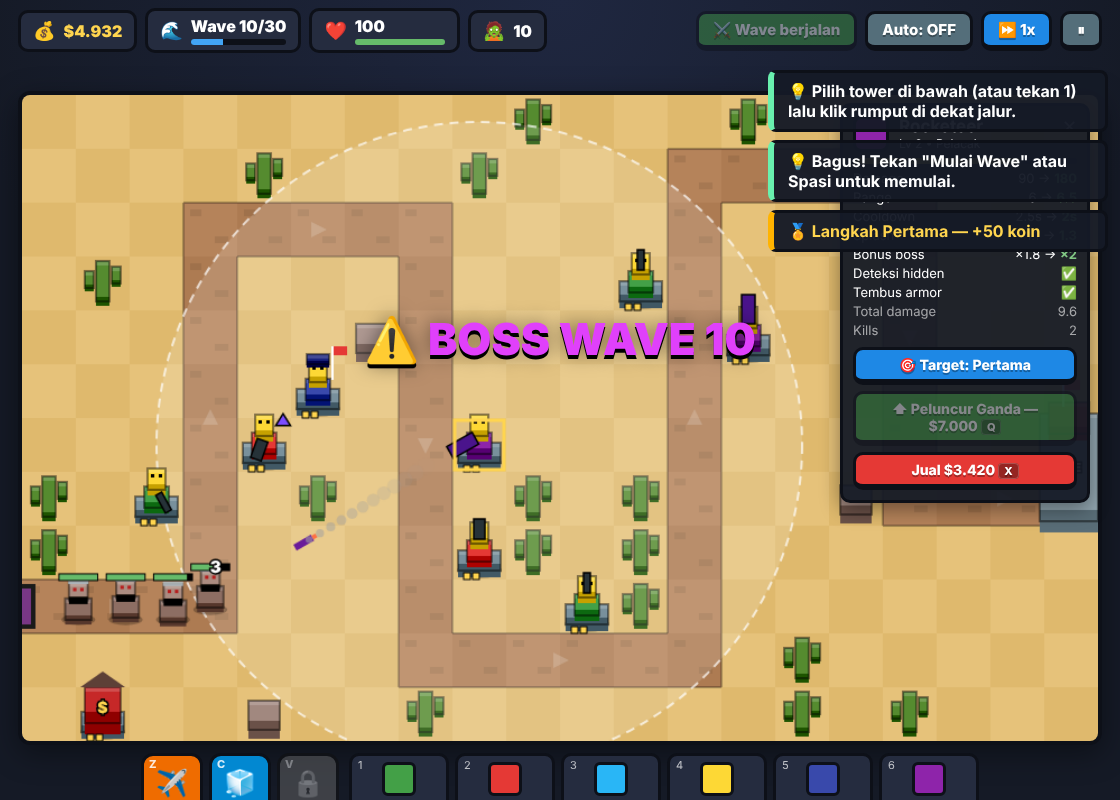 $4.932
Wave 10/30
100
10
Wave berjalan
Auto: OFF
1x
Pilih tower di bawah (atau tekan 1)
lalu klik rumput di dekat jalur.
Bagus! Tekan "Mulai Wave" atau
Spasi untuk memulai.
Langkah Pertama — +50 koin
Bonus boss ×1.8 → ×2
Deteksi hidden
Tembus armor
Total damage 9.6
Kills 2
Target: Pertama
Peluncur Ganda —
$7.000 Q
Jual $3.420 X
BOSS WAVE 10
3
$
Z
C
V
1
2
3
4
5
6